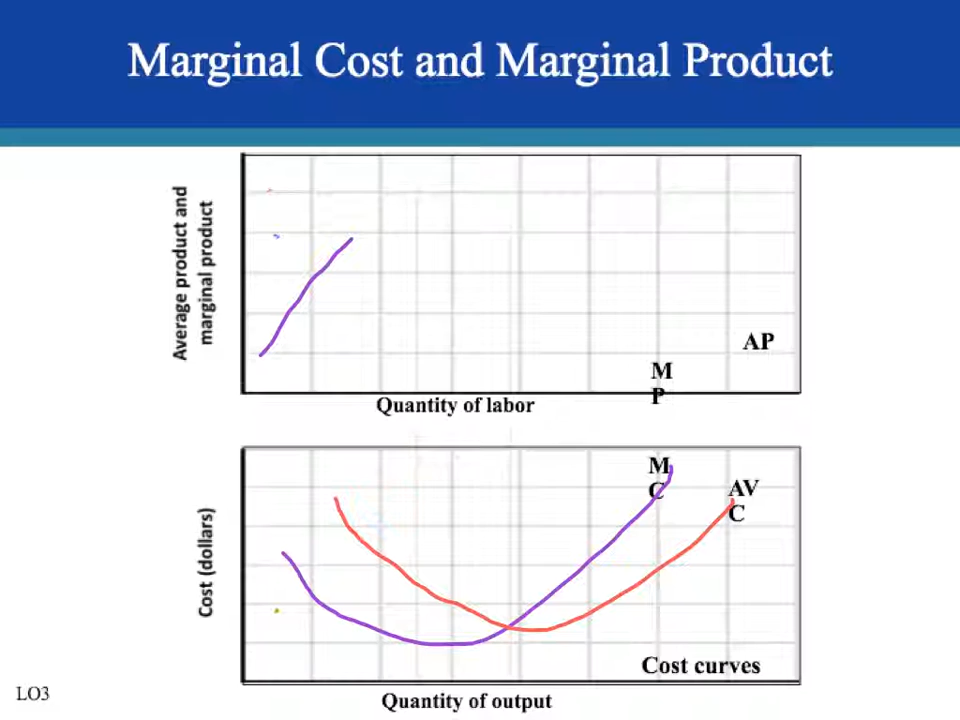 Marginal Cost and Marginal Product
Average product and
marginal product
AP
M
P
Quantity of labor
M
C
AV
C
Cost (dollars)
Cost curves
LO3
Quantity of output